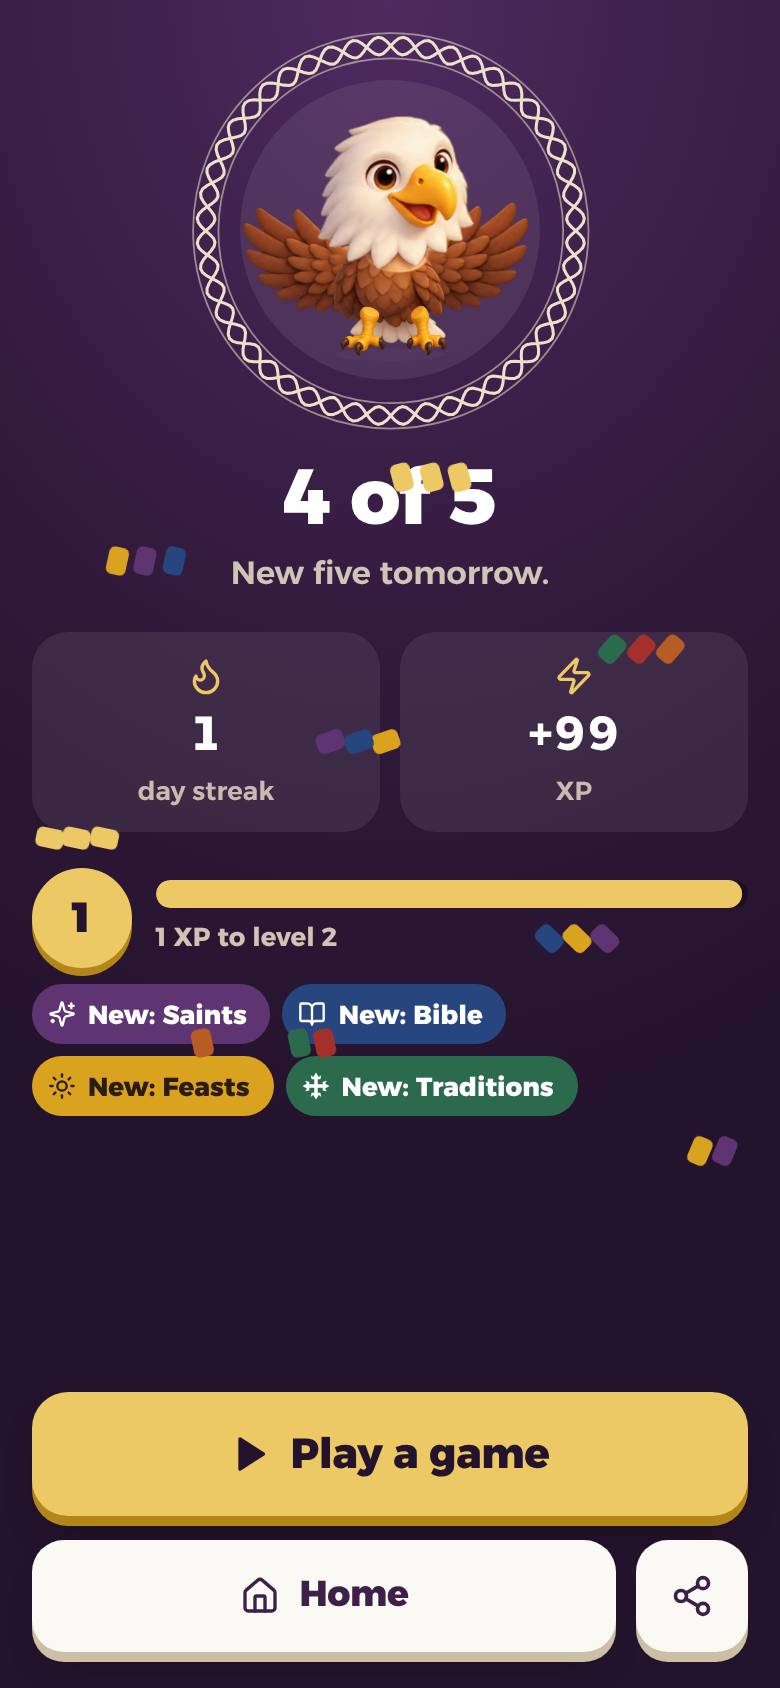 4 of 5
New five tomorrow.
1
day streak
+99
XP
1
1 XP to level 2
New: Saints
New: Bible
New: Feasts
New: Traditions
Play a game
Home